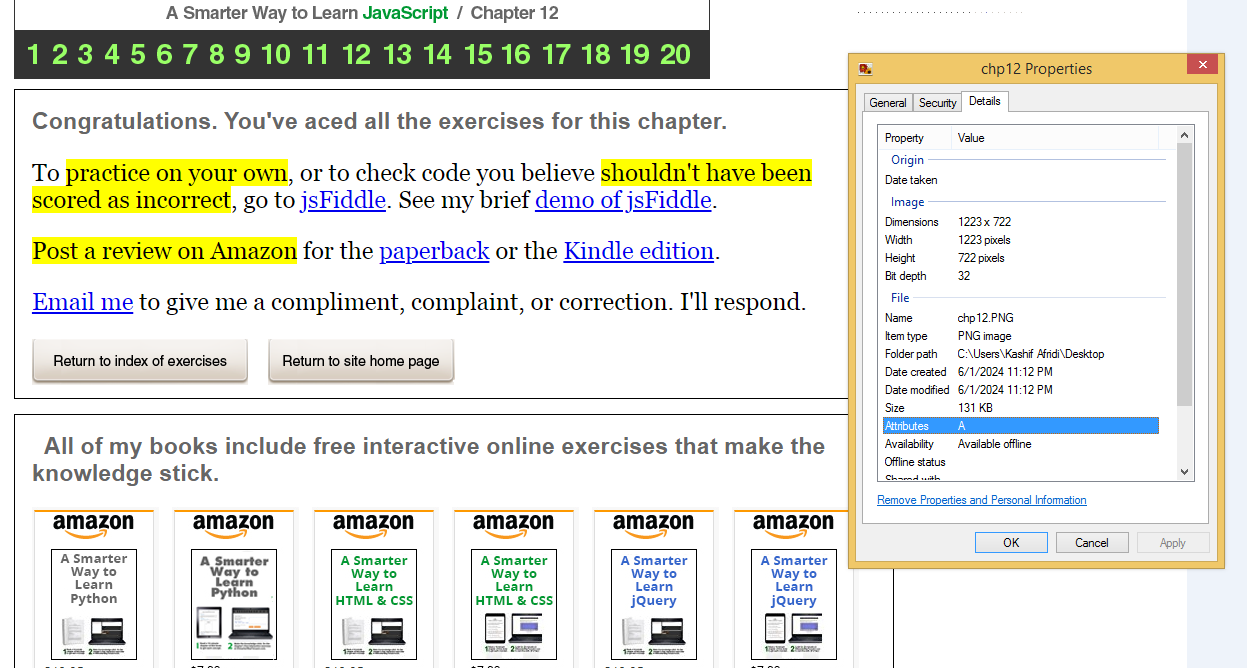 A Smarter Way to Learn JavaScript / Chapter 12
1 2 3 4 5 6 7 8 9 10 11 12 13 14 15 16 17 18 19 20
Congratulations. You've aced all the exercises for this chapter.
To practice on your own, or to check code you believe shouldn't have been
scored as incorrect, go to jsFiddle. See my brief demo of jsFiddle.
Post a review on Amazon for the paperback or the Kindle edition.
Email me to give me a compliment, complaint, or correction. I'll respond.
Return to index of exercises Return to site home page
All of my books include free interactive online exercises that make the
knowledge stick.
amazon amazon amazon amazon amazon amazon
A Smarter
Way to
Learn
Python
A Smarter
Way to
Learn
Python
A Smarter
Way to
Learn
HTML & CSS
A Smarter
Way to
Learn
HTML & CSS
A Smarter
Way to
Learn
jQuery
A Smarter
Way to
Learn
jQuery
chp12 Properties
General Security Details
Property Value
Origin
Date taken
Image
Dimensions 1223 x 722
Width 1223 pixels
Height 722 pixels
Bit depth 32
File
Name chp12.PNG
Item type PNG image
Folder path C:\Users\Kashif Afridi\Desktop
Date created 6/1/2024 11:12 PM
Date modified 6/1/2024 11:12 PM
Size 131 KB
Attributes A
Availability Available offline
Offline status
Shared with
Remove Properties and Personal Information
OK Cancel Apply